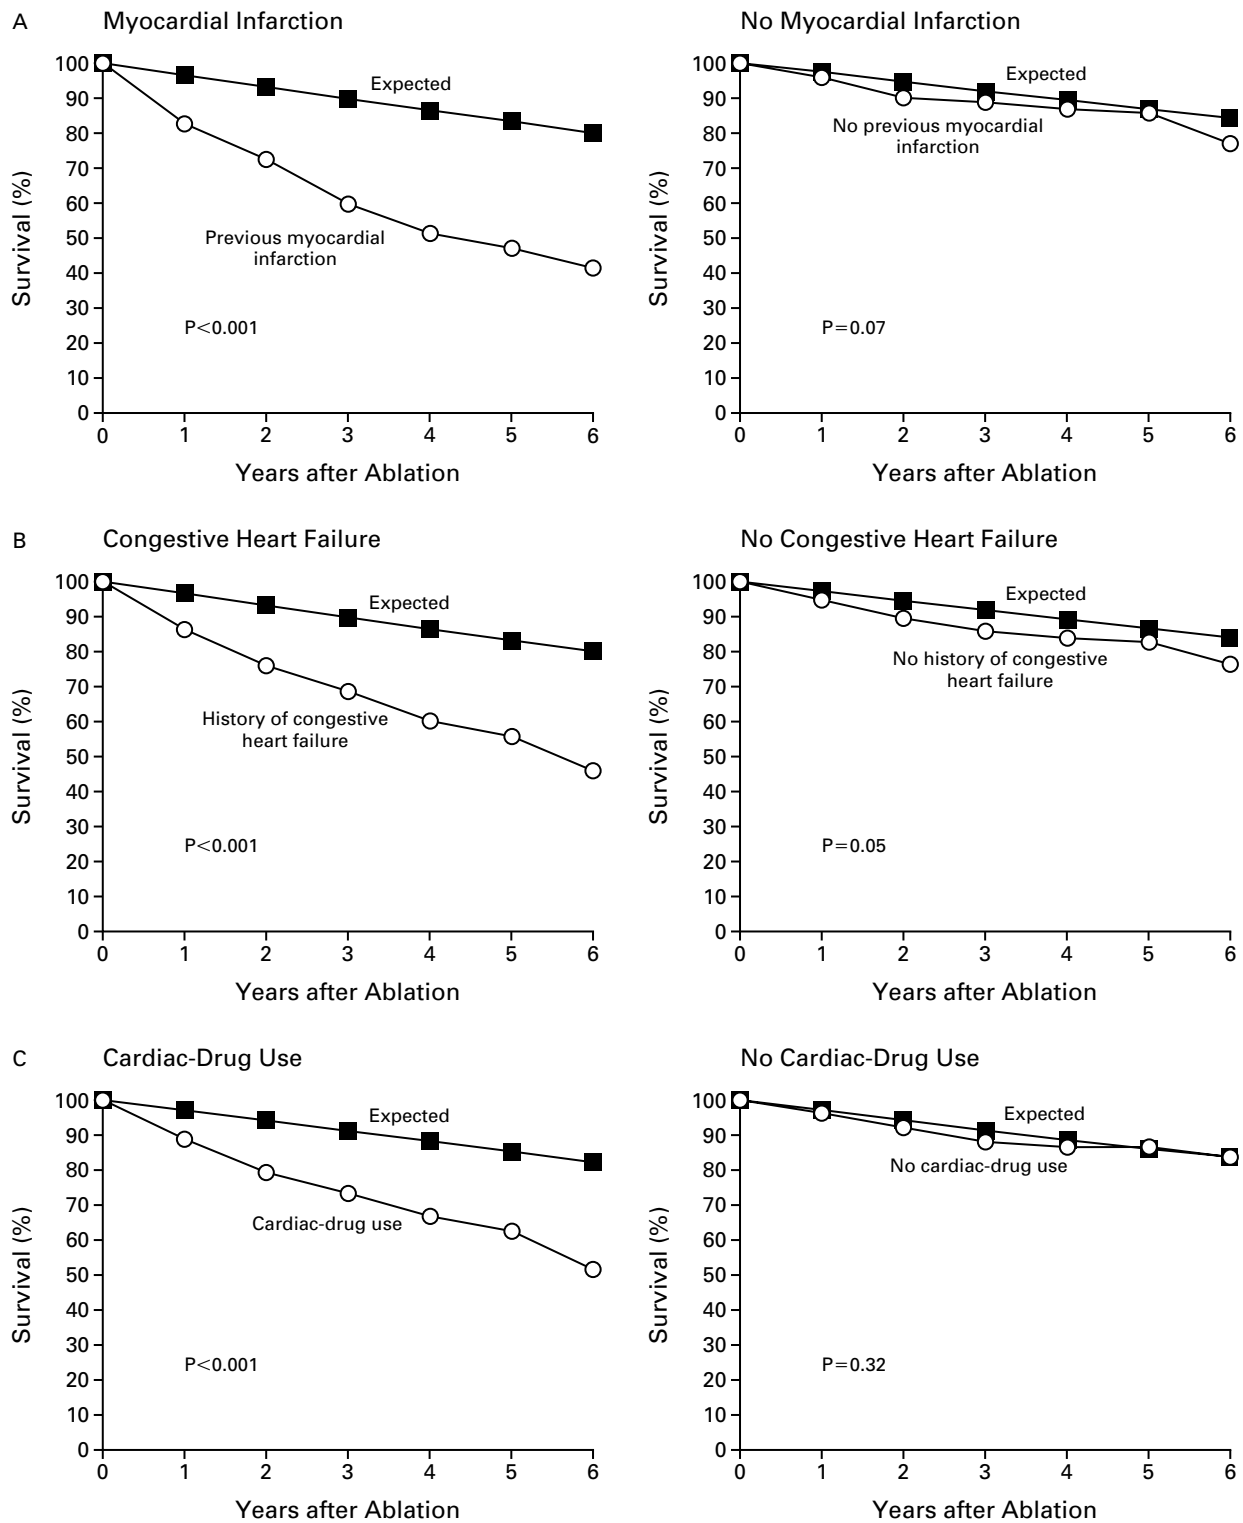 A
Myocardial Infarction
No Myocardial Infarction
100
90
80
70
60
50
40
30
20
10
0
Survival (%)
Expected
Previous myocardial
infarction
P<0.001
0 1 2 3 4 5 6
Years after Ablation
100
90
80
70
60
50
40
30
20
10
0
Survival (%)
Expected
No previous myocardial
infarction
P=0.07
0 1 2 3 4 5 6
Years after Ablation
B
Congestive Heart Failure
No Congestive Heart Failure
100
90
80
70
60
50
40
30
20
10
0
Survival (%)
Expected
History of congestive
heart failure
P<0.001
0 1 2 3 4 5 6
Years after Ablation
100
90
80
70
60
50
40
30
20
10
0
Survival (%)
Expected
No history of congestive
heart failure
P=0.05
0 1 2 3 4 5 6
Years after Ablation
C
Cardiac-Drug Use
No Cardiac-Drug Use
100
90
80
70
60
50
40
30
20
10
0
Survival (%)
Expected
Cardiac-drug use
P<0.001
0 1 2 3 4 5 6
Years after Ablation
100
90
80
70
60
50
40
30
20
10
0
Survival (%)
Expected
No cardiac-drug use
P=0.32
0 1 2 3 4 5 6
Years after Ablation